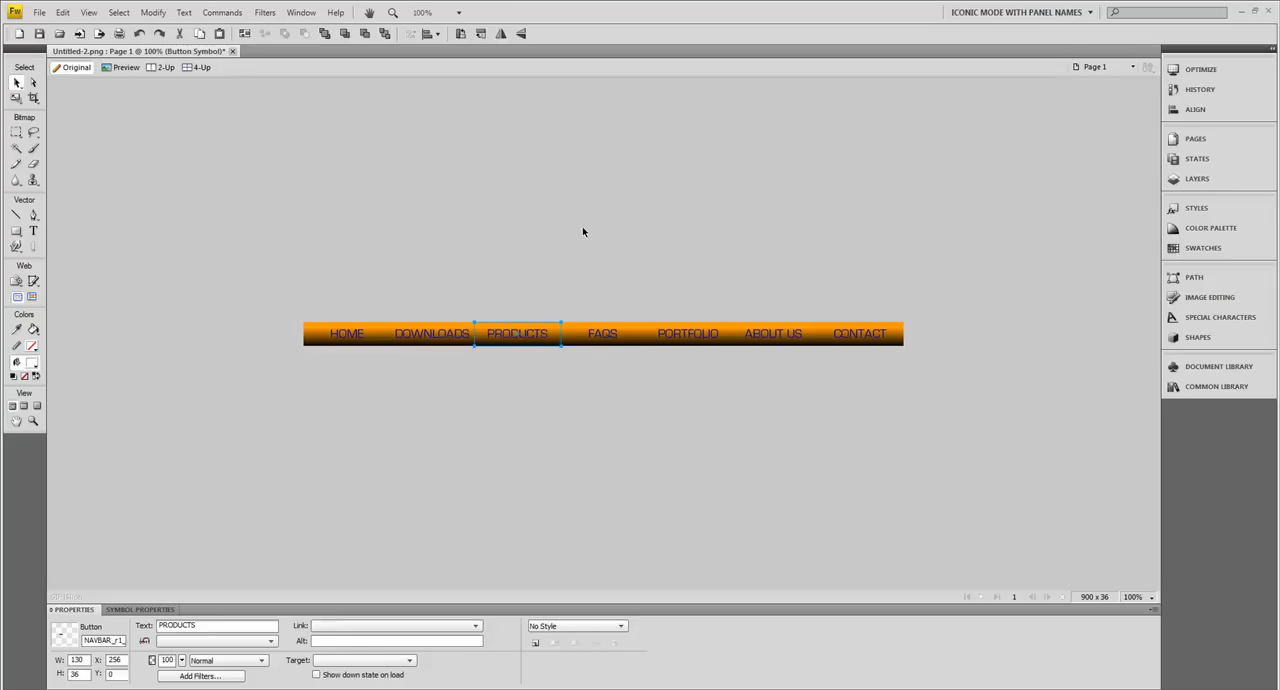 Fw File Edit View Select Modify Text Commands Filters Window Help 100% ICONIC MODE WITH PANEL NAMES
Untitled-2.png : Page 1 @ 100% (Button Symbol)*
Select Original Preview 2-Up 4-Up Page 1
OPTIMIZE
HISTORY
ALIGN
Bitmap
PAGES
STATES
LAYERS
Vector
STYLES
COLOR PALETTE
SWATCHES
Web
PATH
IMAGE EDITING
Colors
SPECIAL CHARACTERS
SHAPES
HOME DOWNLOADS PRODUCTS FAQS PORTFOLIO ABOUT US CONTACT
DOCUMENT LIBRARY
COMMON LIBRARY
View
1 900 x 36 100%
PROPERTIES SYMBOL PROPERTIES
Button Text: PRODUCTS Link: No Style
NAVBAR_r1_ Alt:
W: 130 X: 256 100 Normal Target:
H: 36 Y: 0 Add Filters... Show down state on load